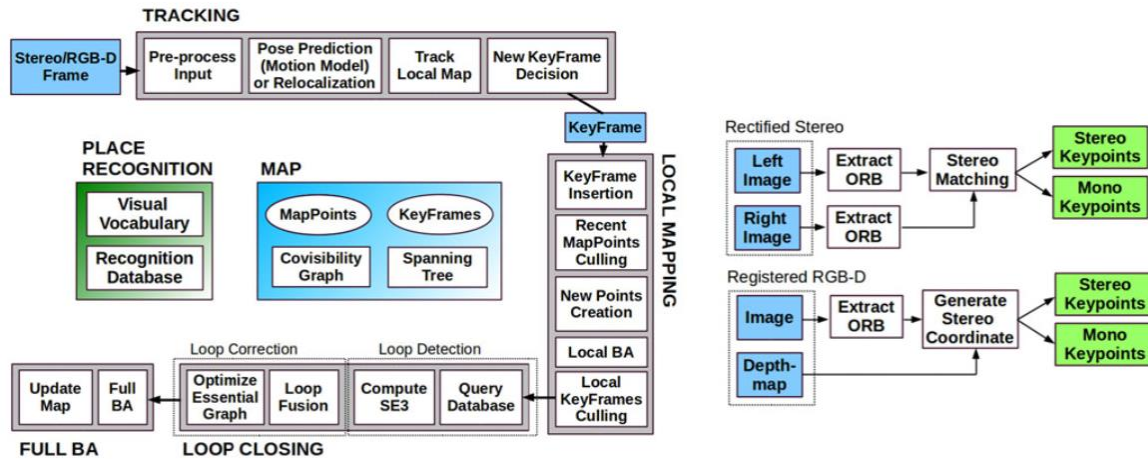 TRACKING
Stereo/RGB-D
Frame
Pre-process
Input
Pose Prediction
(Motion Model)
or Relocalization
Track
Local Map
New KeyFrame
Decision
KeyFrame
PLACE
RECOGNITION
Visual
Vocabulary
Recognition
Database
MAP
MapPoints
KeyFrames
Covisibility
Graph
Spanning
Tree
LOCAL MAPPING
KeyFrame
Insertion
Recent
MapPoints
Culling
New Points
Creation
Local BA
Local
KeyFrames
Culling
Loop Correction
Loop Detection
Update
Map
Full
BA
Optimize
Essential
Graph
Loop
Fusion
Compute
SE3
Query
Database
FULL BA
LOOP CLOSING
Rectified Stereo
Left
Image
Extract
ORB
Stereo
Matching
Stereo
Keypoints
Mono
Keypoints
Right
Image
Extract
ORB
Registered RGB-D
Image
Extract
ORB
Generate
Stereo
Coordinate
Stereo
Keypoints
Mono
Keypoints
Depth-
map